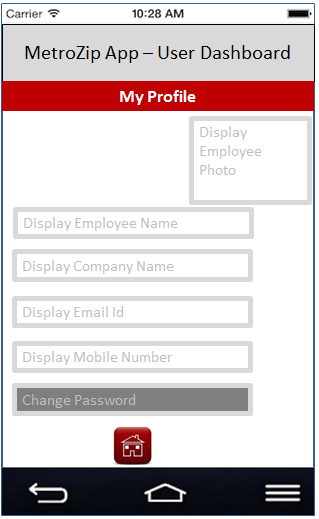 Carrier 10:28 AM
MetroZip App – User Dashboard
My Profile
Display
Employee
Photo
Display Employee Name
Display Company Name
Display Email Id
Display Mobile Number
Change Password